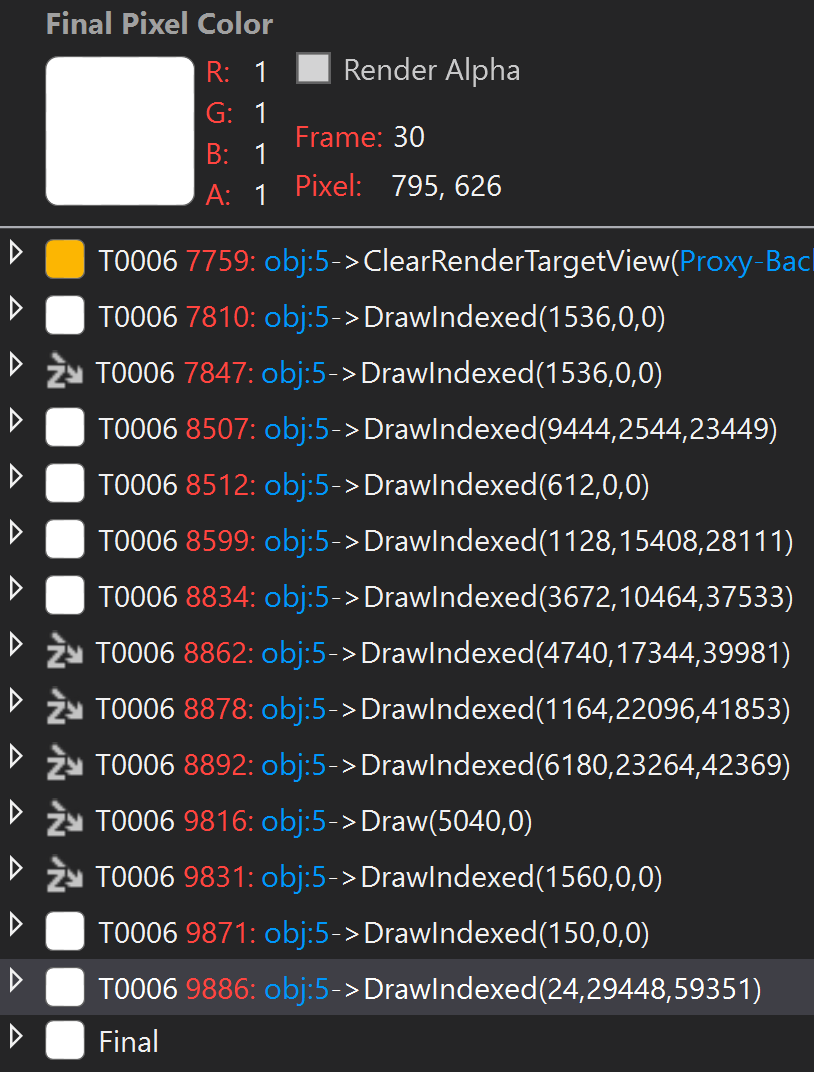 Final Pixel Color
R: 1
Render Alpha
G: 1
Frame: 30
B: 1
Pixel: 795, 626
A: 1
T0006 7759: obj:5->ClearRenderTargetView(Proxy-Bac
T0006 7810: obj:5->DrawIndexed(1536,0,0)
T0006 7847: obj:5->DrawIndexed(1536,0,0)
T0006 8507: obj:5->DrawIndexed(9444,2544,23449)
T0006 8512: obj:5->DrawIndexed(612,0,0)
T0006 8599: obj:5->DrawIndexed(1128,15408,28111)
T0006 8834: obj:5->DrawIndexed(3672,10464,37533)
T0006 8862: obj:5->DrawIndexed(4740,17344,39981)
T0006 8878: obj:5->DrawIndexed(1164,22096,41853)
T0006 8892: obj:5->DrawIndexed(6180,23264,42369)
T0006 9816: obj:5->Draw(5040,0)
T0006 9831: obj:5->DrawIndexed(1560,0,0)
T0006 9871: obj:5->DrawIndexed(150,0,0)
T0006 9886: obj:5->DrawIndexed(24,29448,59351)
Final